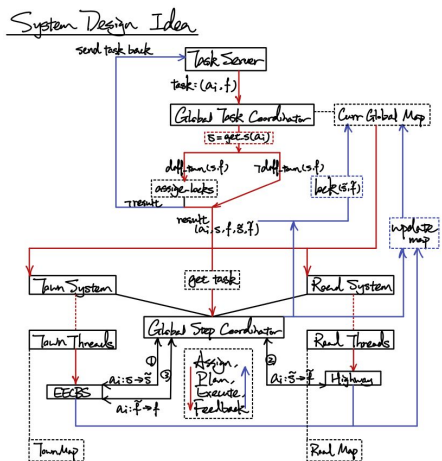 System Design Idea
send task back
Task Server
task: (ai, f)
Global Task Coordinator
Curr Global Map
s = get_s(ai)
diff_town(s,f)
¬diff_town(s,f)
assign-locks
lock(s̃,f̃)
¬result
result
(ai,s,f,s̃,f̃)
update map
get task
Town System
Road System
Global Step Coordinator
Town Threads
Road Threads
① ③ ②
ai: s→s̃
ai: s̃→f̃
EECBS
Highway
ai: f̃→f
Assign,
Plan,
Execute,
Feedback
Town Map
Road Map